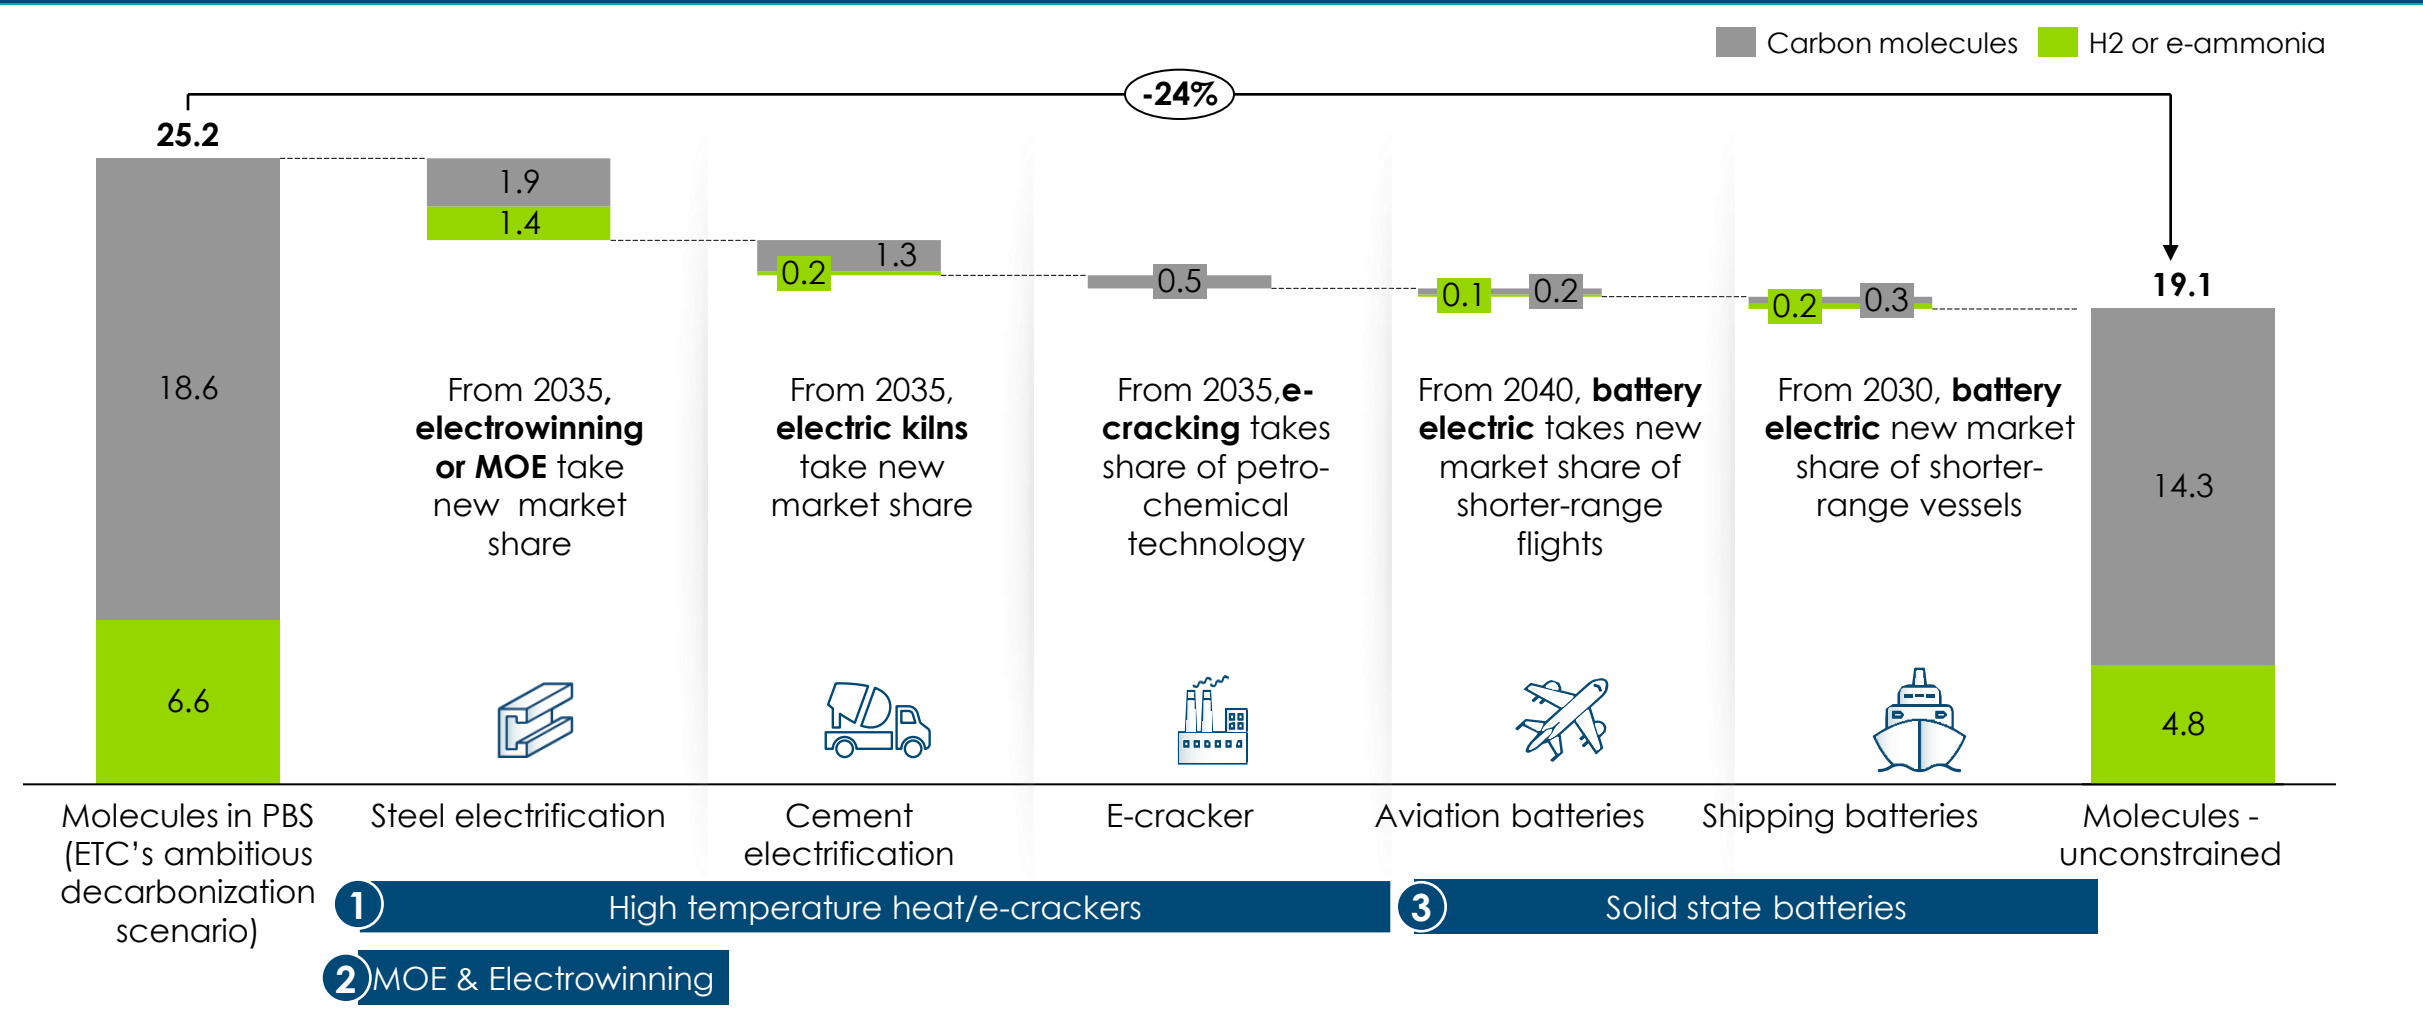 Carbon molecules
H2 or e-ammonia
-24%
25.2
18.6
6.6
1.9
1.4
1.3
0.2
0.5
0.1
0.2
0.2
0.3
19.1
14.3
4.8
From 2035,
electrowinning
or MOE take
new  market
share
From 2035,
electric kilns
take new
market share
From 2035,e-
cracking takes
share of petro-
chemical
technology
From 2040, battery
electric takes new
market share of
shorter-range
flights
From 2030, battery
electric new market
share of shorter-
range vessels
Molecules in PBS
(ETC’s ambitious
decarbonization
scenario)
Steel electrification
Cement
electrification
E-cracker
Aviation batteries
Shipping batteries
Molecules -
unconstrained
1
High temperature heat/e-crackers
3
Solid state batteries
2
MOE & Electrowinning